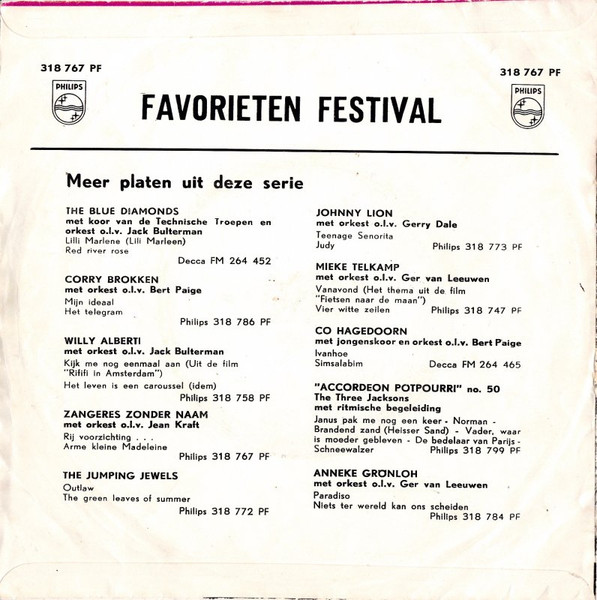 318 767 PF
318 767 PF
PHILIPS
PHILIPS
FAVORIETEN FESTIVAL
Meer platen uit deze serie
THE BLUE DIAMONDS
met koor van de Technische Troepen en
orkest o.l.v. Jack Bulterman
Lilli Marlene (Lili Marleen)
Red river rose
Decca FM 264 452
CORRY BROKKEN
met orkest o.l.v. Bert Paige
Mijn ideaal
Het telegram
Philips 318 786 PF
WILLY ALBERTI
met orkest o.l.v. Jack Bulterman
Kijk me nog eenmaal aan (Uit de film
"Rififi in Amsterdam")
Het leven is een caroussel (idem)
Philips 318 758 PF
ZANGERES ZONDER NAAM
met orkest o.l.v. Jean Kraft
Rij voorzichting . . .
Arme kleine Madeleine
Philips 318 767 PF
THE JUMPING JEWELS
Outlaw
The green leaves of summer
Philips 318 772 PF
JOHNNY LION
met orkest o.l.v. Gerry Dale
Teenage Senorita
Judy Philips 318 773 PF
MIEKE TELKAMP
met orkest o.l.v. Ger van Leeuwen
Vanavond (Het thema uit de film
"Fietsen naar de maan")
Vier witte zeilen Philips 318 747 PF
CO HAGEDOORN
met jongenskoor en orkest o.l.v. Bert Paige
Ivanhoe
Simsalabim Decca FM 264 465
"ACCORDEON POTPOURRI" no. 50
The Three Jacksons
met ritmische begeleiding
Janus pak me nog een keer - Norman -
Brandend zand (Heisser Sand) - Vader, waar
is moeder gebleven - De bedelaar van Parijs -
Schneewalzer Philips 318 799 PF
ANNEKE GRÖNLOH
met orkest o.l.v. Ger van Leeuwen
Paradiso
Niets ter wereld kan ons scheiden
Philips 318 784 PF